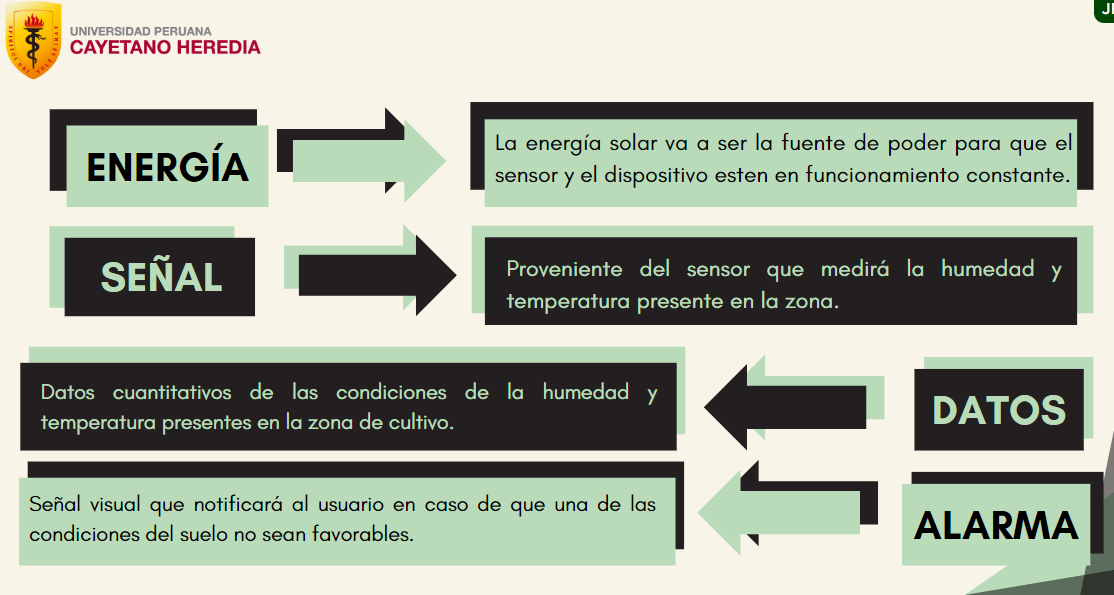 UNIVERSIDAD PERUANA
CAYETANO HEREDIA
ENERGÍA
La energía solar va a ser la fuente de poder para que el
sensor y el dispositivo esten en funcionamiento constante.
SEÑAL
Proveniente del sensor que medirá la humedad y
temperatura presente en la zona.
Datos cuantitativos de las condiciones de la humedad y
temperatura presentes en la zona de cultivo.
DATOS
Señal visual que notificará al usuario en caso de que una de las
condiciones del suelo no sean favorables.
ALARMA